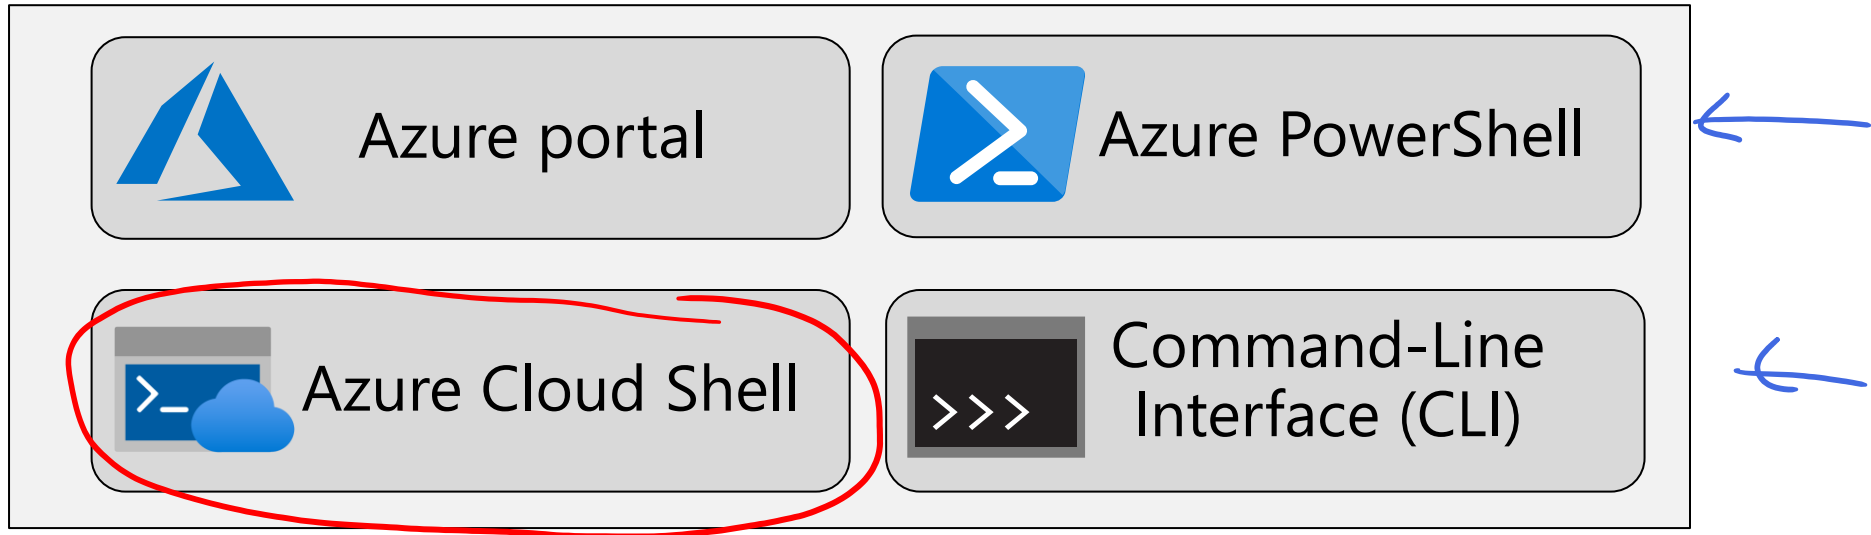 Azure portal
Azure PowerShell
Azure Cloud Shell
Command-Line
Interface (CLI)